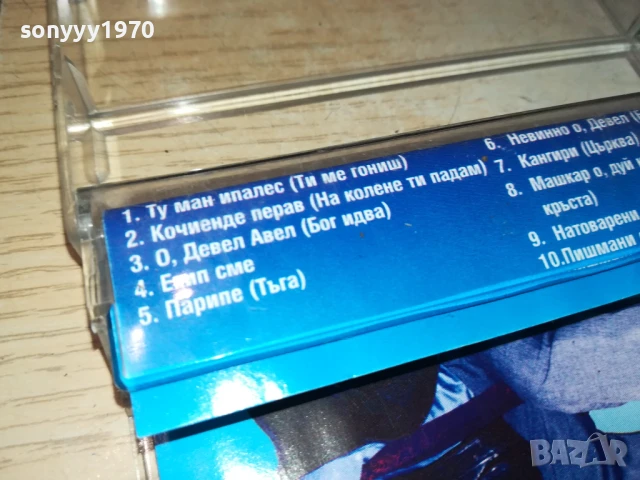 sonyyy1970
1. Ту ман ипалес (Ти ме гониш)
2. Кочиенде перав (На колене ти падам)
3. О, Девел Авел (Бог идва)
4. Егип сме
5. Парипе (Тъга)
6. Невинно о, Девел
7. Кангири (Църква)
8. Машкар о, дуй
кръста)
9. Натоварени
10.Пишмани
BAZAR